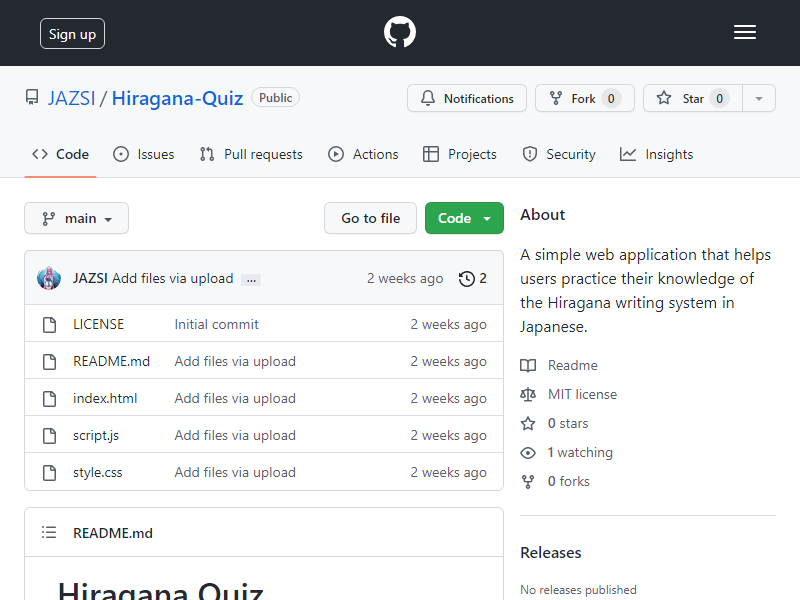 Sign up
JAZSI / Hiragana-Quiz Public
Notifications Fork 0 Star 0
Code Issues Pull requests Actions Projects Security Insights
main Go to file Code
JAZSI Add files via upload ... 2 weeks ago 2
LICENSE Initial commit 2 weeks ago
README.md Add files via upload 2 weeks ago
index.html Add files via upload 2 weeks ago
script.js Add files via upload 2 weeks ago
style.css Add files via upload 2 weeks ago
README.md
Hiragana Quiz
About
A simple web application that helps
users practice their knowledge of
the Hiragana writing system in
Japanese.
Readme
MIT license
0 stars
1 watching
0 forks
Releases
No releases published